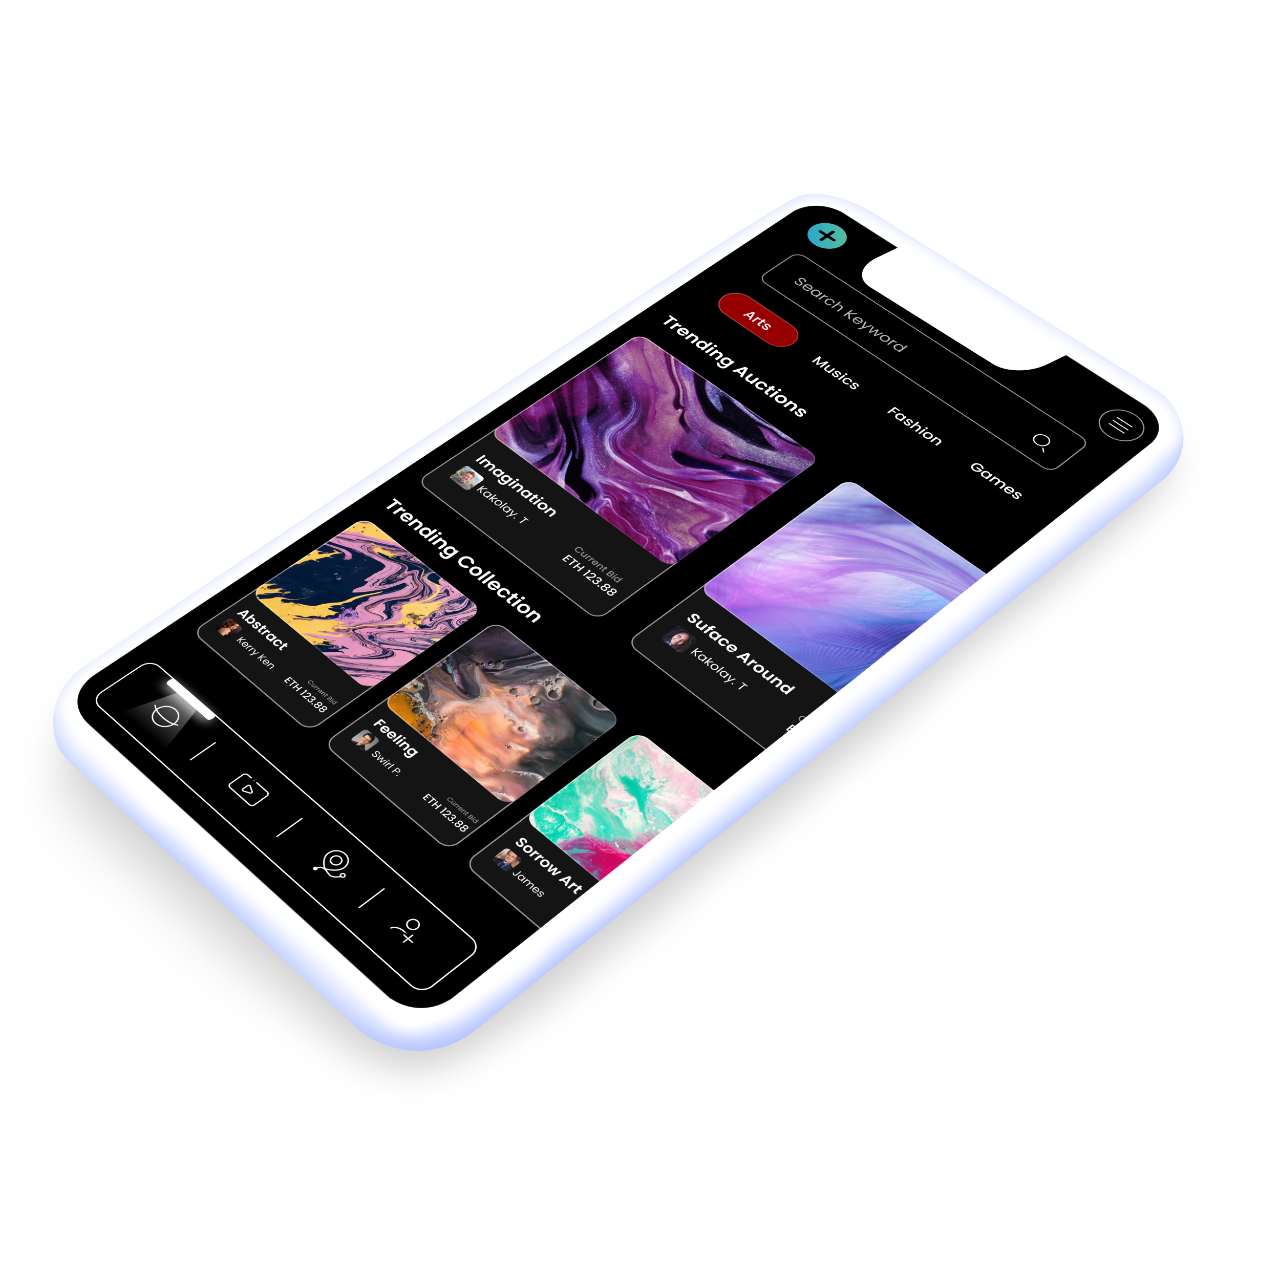 Search Keyword
Arts
Musics
Fashion
Games
Trending Auctions
Imagination
Kakolay. T
Current Bid
ETH 123.88
Suface Around
Kakolay. T
Trending Collection
Abstract
Kerry Ken
Current Bid
ETH 123.88
Feeling
Swirl P.
Current Bid
ETH 123.88
Sorrow Art
James